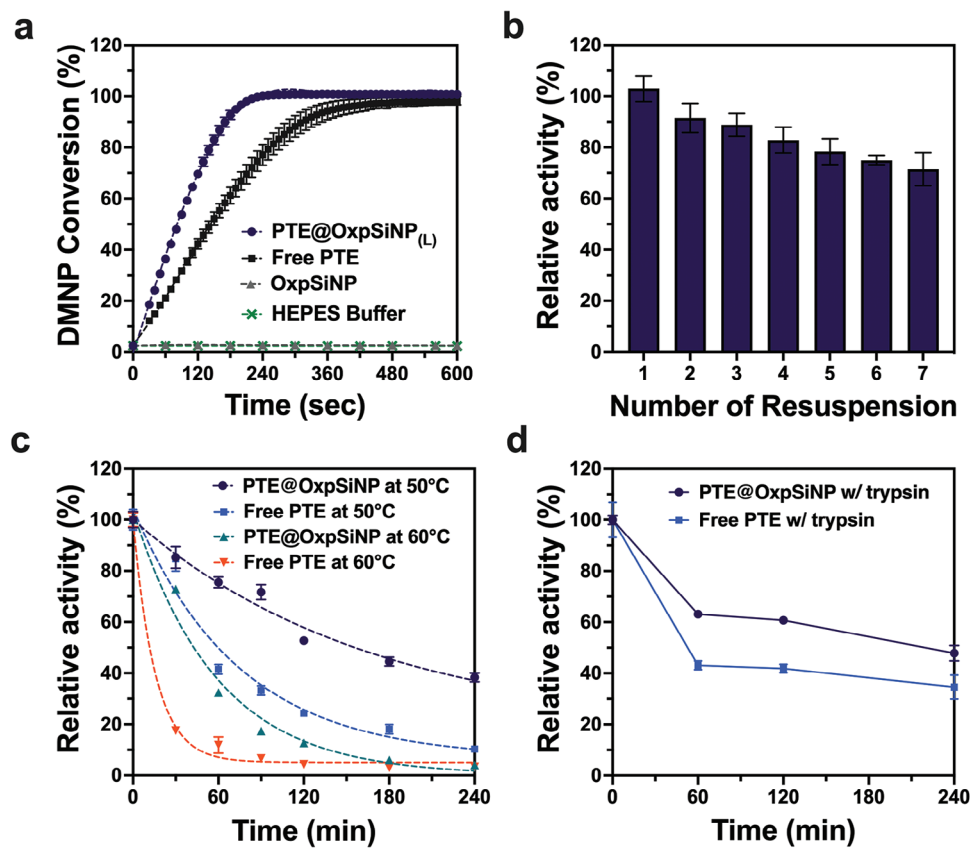 a
DMNP Conversion (%)
120
100
80
60
40
20
0
PTE@OxpSiNP(L)
Free PTE
OxpSiNP
HEPES Buffer
0 120 240 360 480 600
Time (sec)
b
Relative activity (%)
120
100
80
60
40
20
0
1 2 3 4 5 6 7
Number of Resuspension
c
Relative activity (%)
120
100
80
60
40
20
0
PTE@OxpSiNP at 50°C
Free PTE at 50°C
PTE@OxpSiNP at 60°C
Free PTE at 60°C
0 60 120 180 240
Time (min)
d
Relative activity (%)
120
100
80
60
40
20
0
PTE@OxpSiNP w/ trypsin
Free PTE w/ trypsin
0 60 120 180 240
Time (min)